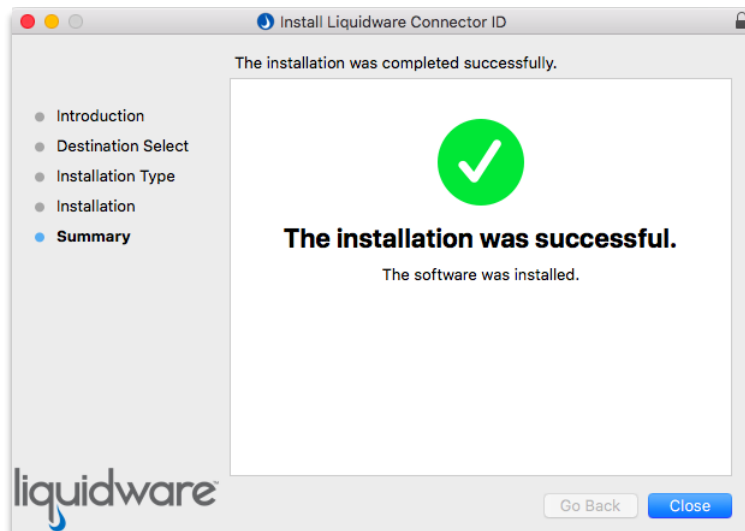 Install Liquidware Connector ID
The installation was completed successfully.
Introduction
Destination Select
Installation Type
Installation
Summary
The installation was successful.
The software was installed.
liquidware™
Go Back
Close